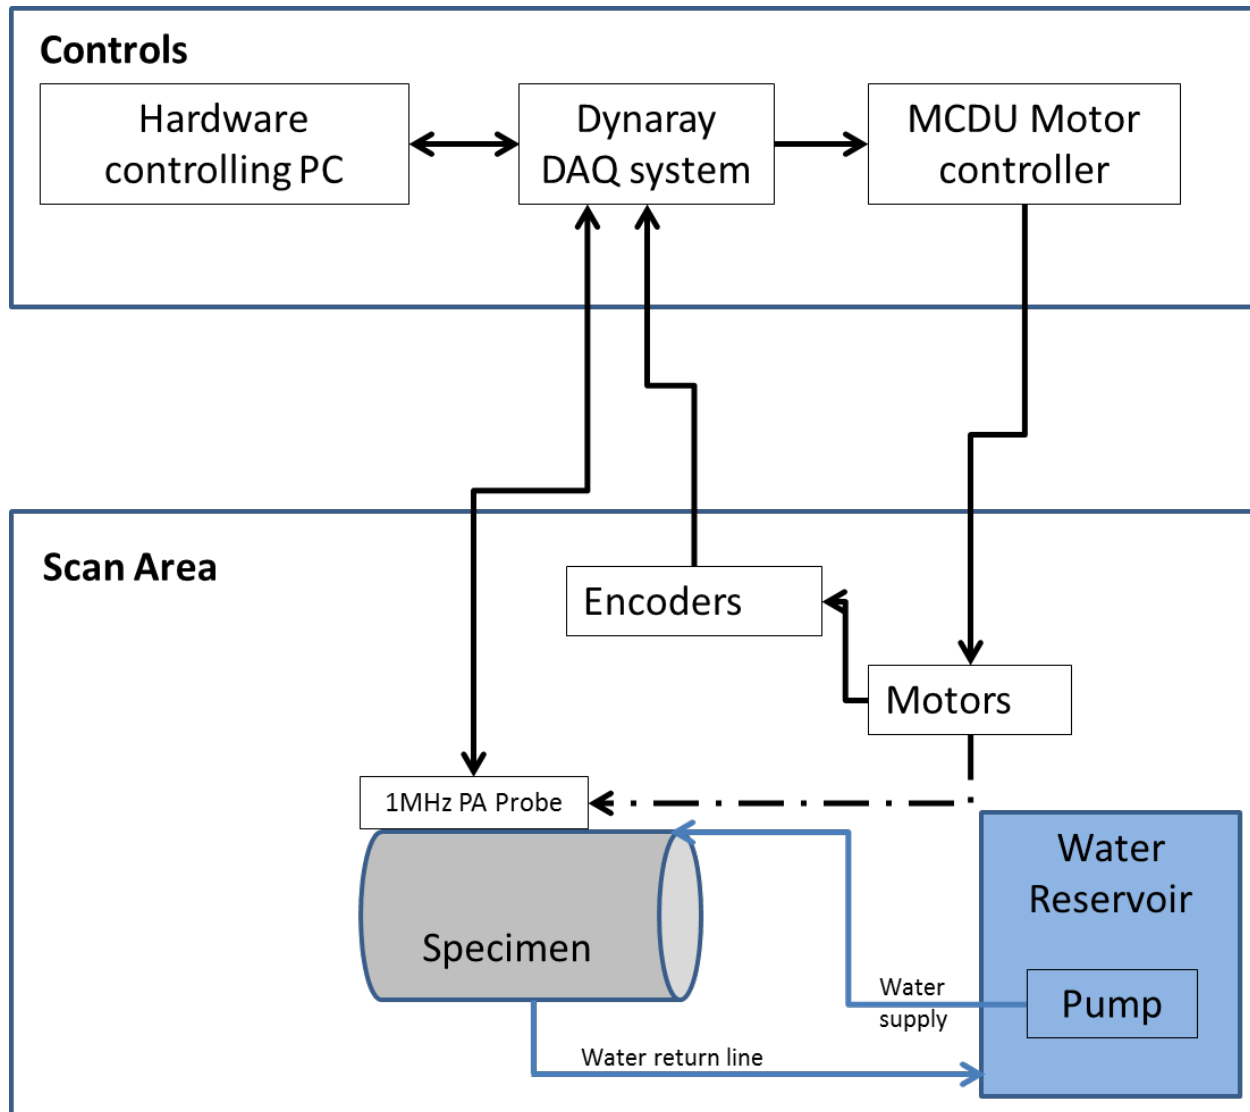 Controls
Hardware
controlling PC
Dynaray
DAQ system
MCDU Motor
controller
Scan Area
Encoders
Motors
1MHz PA Probe
Specimen
Water
Reservoir
Pump
Water
supply
Water return line